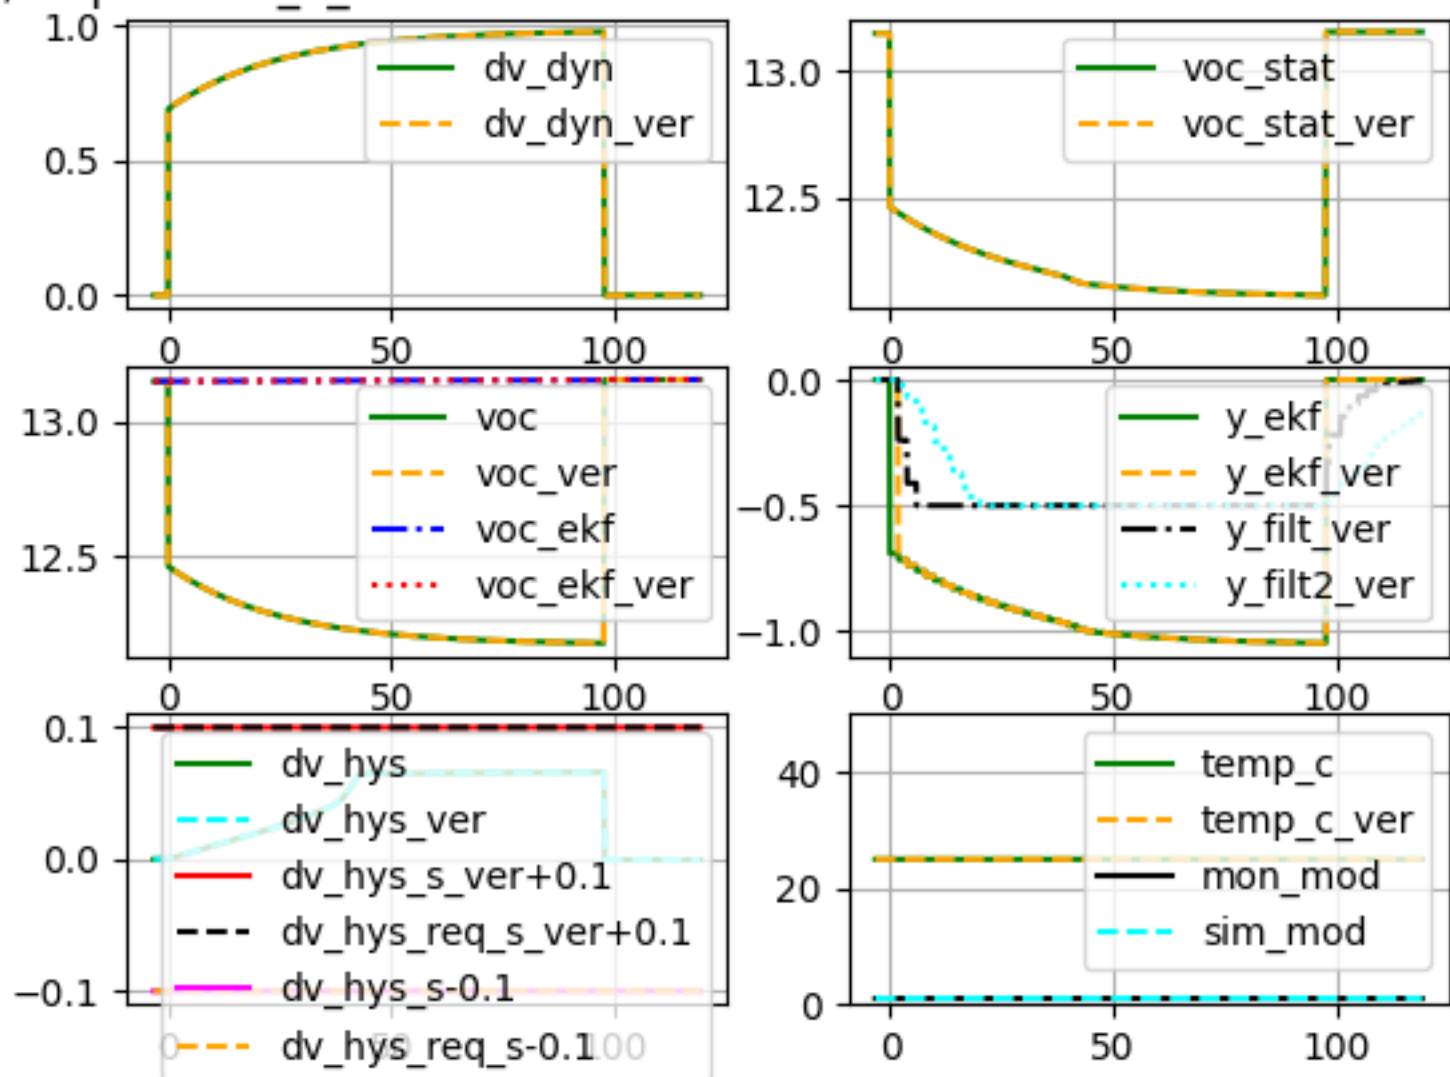 1.0
0.5
0.0
dv_dyn
dv_dyn_ver
0 50 100
13.0
12.5
voc_stat
voc_stat_ver
0 50 100
13.0
12.5
voc
voc_ver
voc_ekf
voc_ekf_ver
0 50 100
0.0
−0.5
−1.0
y_ekf
y_ekf_ver
y_filt_ver
y_filt2_ver
0 50 100
0.1
0.0
−0.1
dv_hys
dv_hys_ver
dv_hys_s_ver+0.1
dv_hys_req_s_ver+0.1
dv_hys_s-0.1
dv_hys_req_s-0.1
0 50 100
40
20
0
temp_c
temp_c_ver
mon_mod
sim_mod
0 50 100